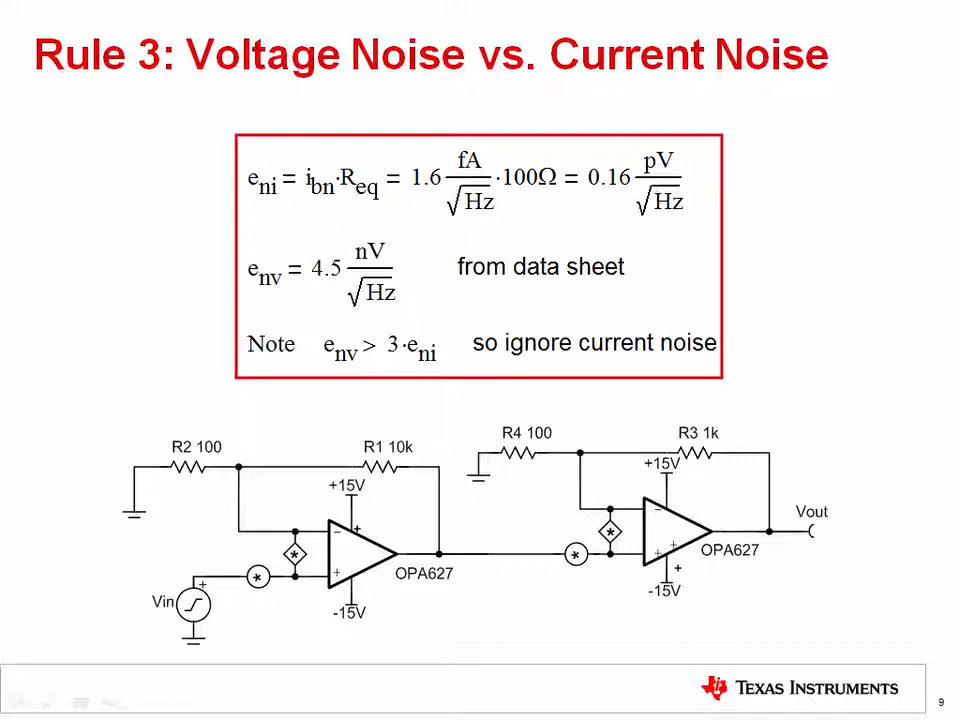 Rule 3: Voltage Noise vs. Current Noise
eni = ibn·Req = 1.6 fA/√Hz ·100Ω = 0.16 pV/√Hz
env = 4.5 nV/√Hz from data sheet
Note env > 3·eni so ignore current noise
R4 100
R3 1k
R2 100
R1 10k
+15V
+15V
Vout
OPA627
OPA627
-15V
Vin
-15V
TEXAS INSTRUMENTS
9